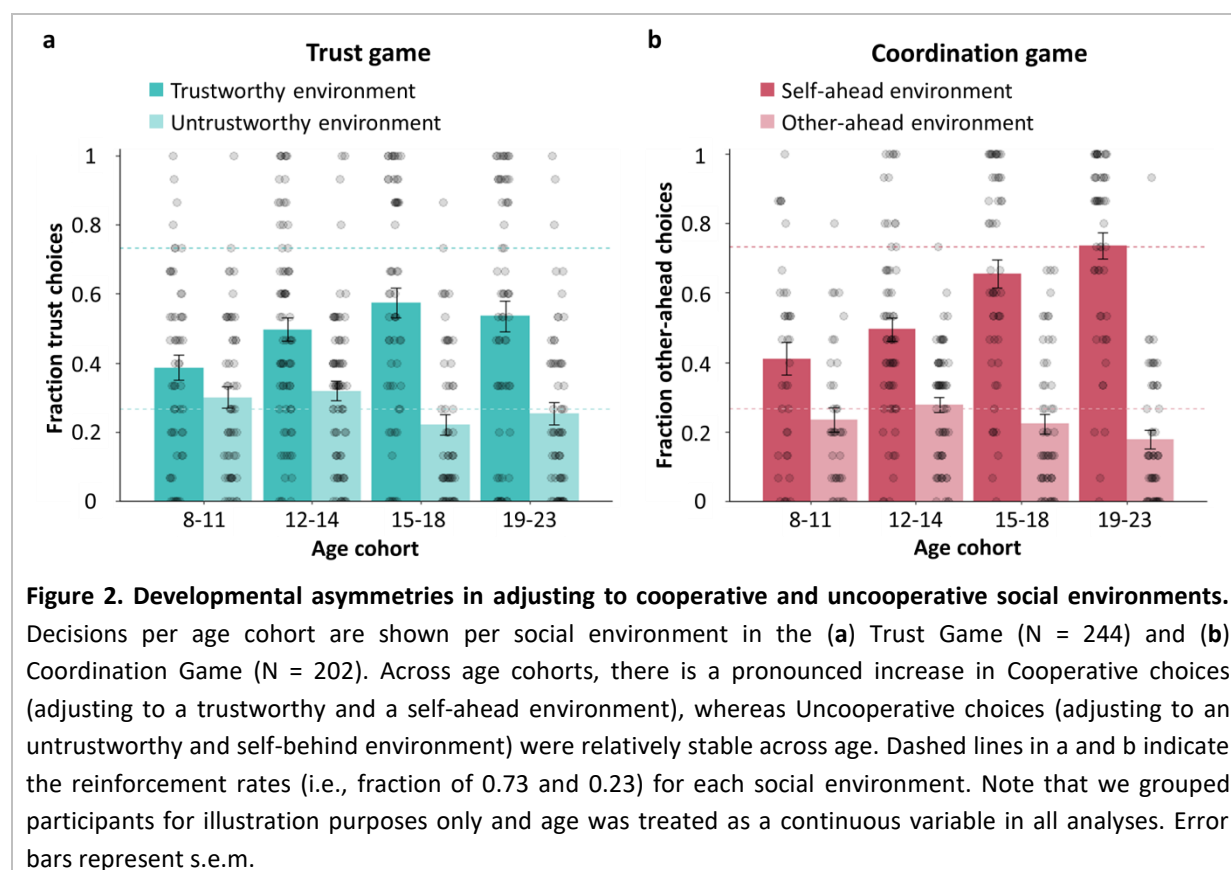 a
Trust game
Trustworthy environment
Untrustworthy environment
1
0.8
0.6
0.4
0.2
0
Fraction trust choices
8-11
12-14
15-18
19-23
Age cohort
b
Coordination game
Self-ahead environment
Other-ahead environment
1
0.8
0.6
0.4
0.2
0
Fraction other-ahead choices
8-11
12-14
15-18
19-23
Age cohort
Figure 2. Developmental asymmetries in adjusting to cooperative and uncooperative social environments.
Decisions per age cohort are shown per social environment in the (a) Trust Game (N = 244) and (b)
Coordination Game (N = 202). Across age cohorts, there is a pronounced increase in Cooperative choices
(adjusting to a trustworthy and a self-ahead environment), whereas Uncooperative choices (adjusting to an
untrustworthy and self-behind environment) were relatively stable across age. Dashed lines in a and b indicate
the reinforcement rates (i.e., fraction of 0.73 and 0.23) for each social environment. Note that we grouped
participants for illustration purposes only and age was treated as a continuous variable in all analyses. Error
bars represent s.e.m.